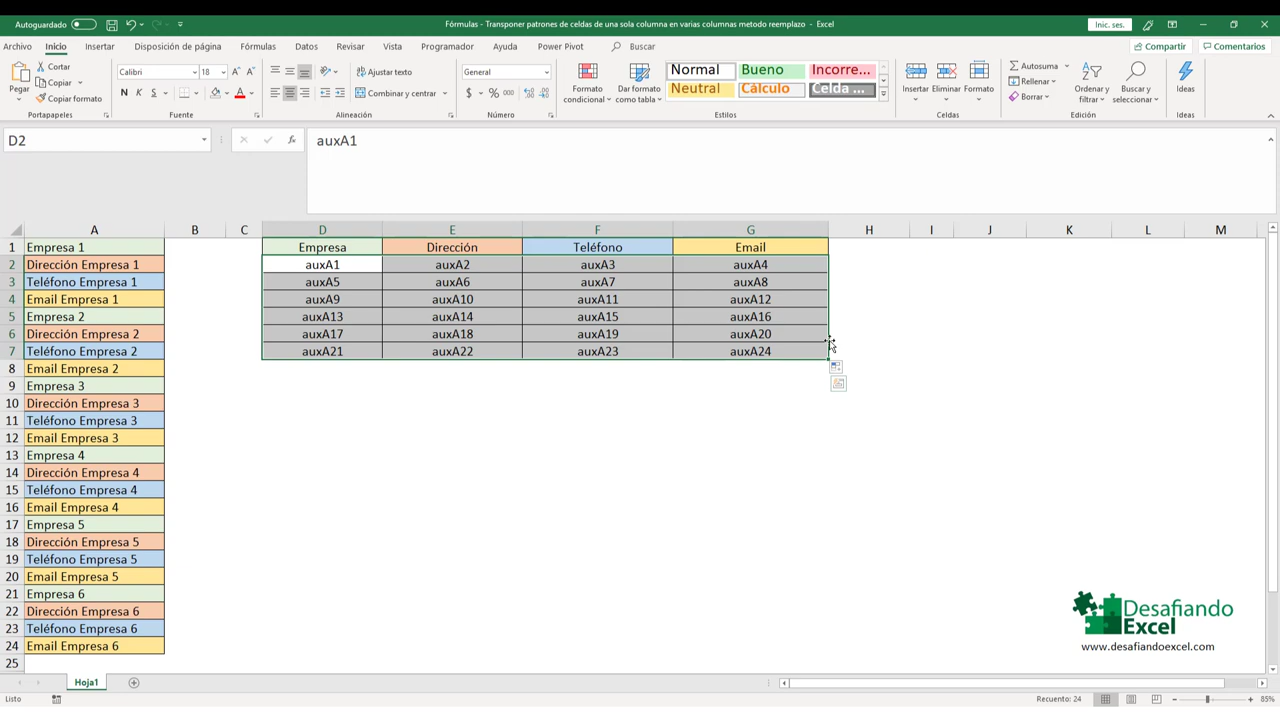 Autoguardado
Fórmulas - Transponer patrones de celdas de una sola columna en varias columnas metodo reemplazo - Excel
Inic. ses.
Archivo Inicio Insertar Disposición de página Fórmulas Datos Revisar Vista Programador Ayuda Power Pivot Buscar
Compartir Comentarios
Pegar
Cortar
Copiar
Copiar formato
Portapapeles
Calibri 18
N K S
Fuente
Ajustar texto
Combinar y centrar
Alineación
General
$ % 000
Número
Formato condicional
Dar formato como tabla
Normal Bueno Incorre...
Neutral Cálculo Celda ...
Estilos
Insertar Eliminar Formato
Celdas
Autosuma
Rellenar
Borrar
Ordenar y filtrar
Buscar y seleccionar
Edición
Ideas
Ideas
D2 fx auxA1
A B C D E F G H I J K L M
1 Empresa 1 Empresa Dirección Teléfono Email
2 Dirección Empresa 1 auxA1 auxA2 auxA3 auxA4
3 Teléfono Empresa 1 auxA5 auxA6 auxA7 auxA8
4 Email Empresa 1 auxA9 auxA10 auxA11 auxA12
5 Empresa 2 auxA13 auxA14 auxA15 auxA16
6 Dirección Empresa 2 auxA17 auxA18 auxA19 auxA20
7 Teléfono Empresa 2 auxA21 auxA22 auxA23 auxA24
8 Email Empresa 2
9 Empresa 3
10 Dirección Empresa 3
11 Teléfono Empresa 3
12 Email Empresa 3
13 Empresa 4
14 Dirección Empresa 4
15 Teléfono Empresa 4
16 Email Empresa 4
17 Empresa 5
18 Dirección Empresa 5
19 Teléfono Empresa 5
20 Email Empresa 5
21 Empresa 6
22 Dirección Empresa 6
23 Teléfono Empresa 6
24 Email Empresa 6
25
Desafiando
Excel
www.desafiandoexcel.com
Hoja1
Listo
Recuento: 24
85%